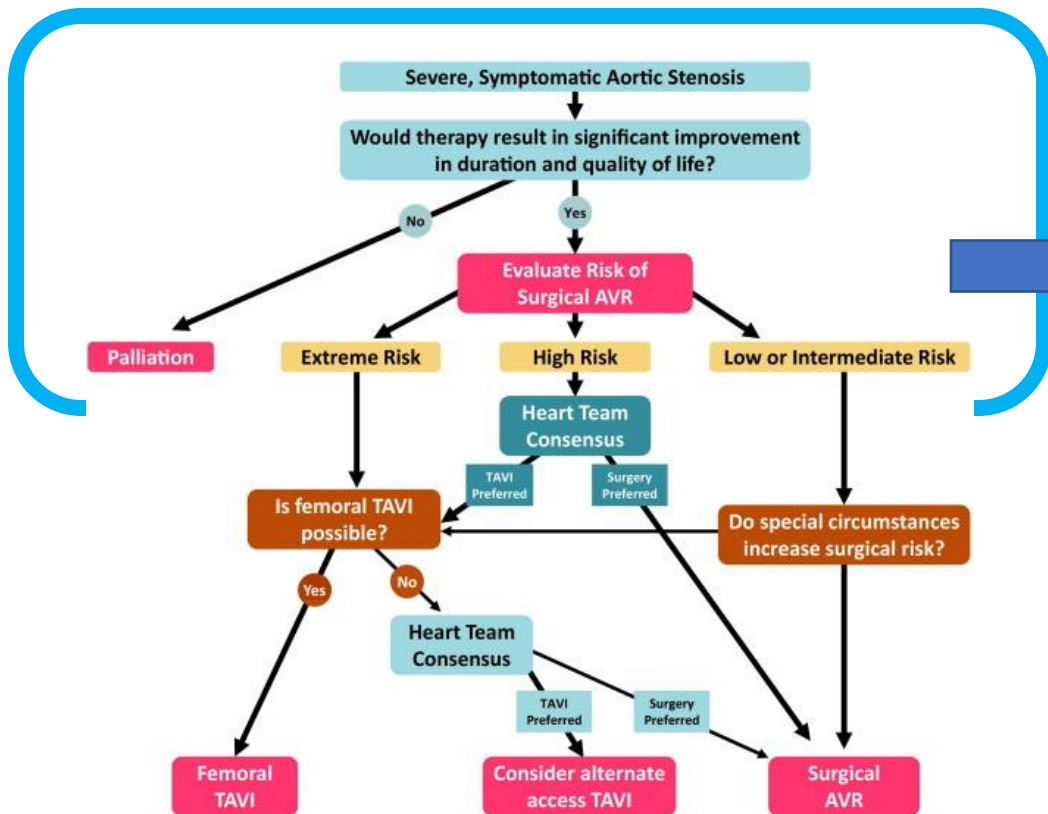 Severe, Symptomatic Aortic Stenosis
Would therapy result in significant improvement
in duration and quality of life?
No
Yes
Evaluate Risk of
Surgical AVR
Palliation
Extreme Risk
High Risk
Low or Intermediate Risk
Heart Team
Consensus
TAVI
Preferred
Surgery
Preferred
Is femoral TAVI
possible?
Do special circumstances
increase surgical risk?
Yes
No
Heart Team
Consensus
TAVI
Preferred
Surgery
Preferred
Femoral
TAVI
Consider alternate
access TAVI
Surgical
AVR